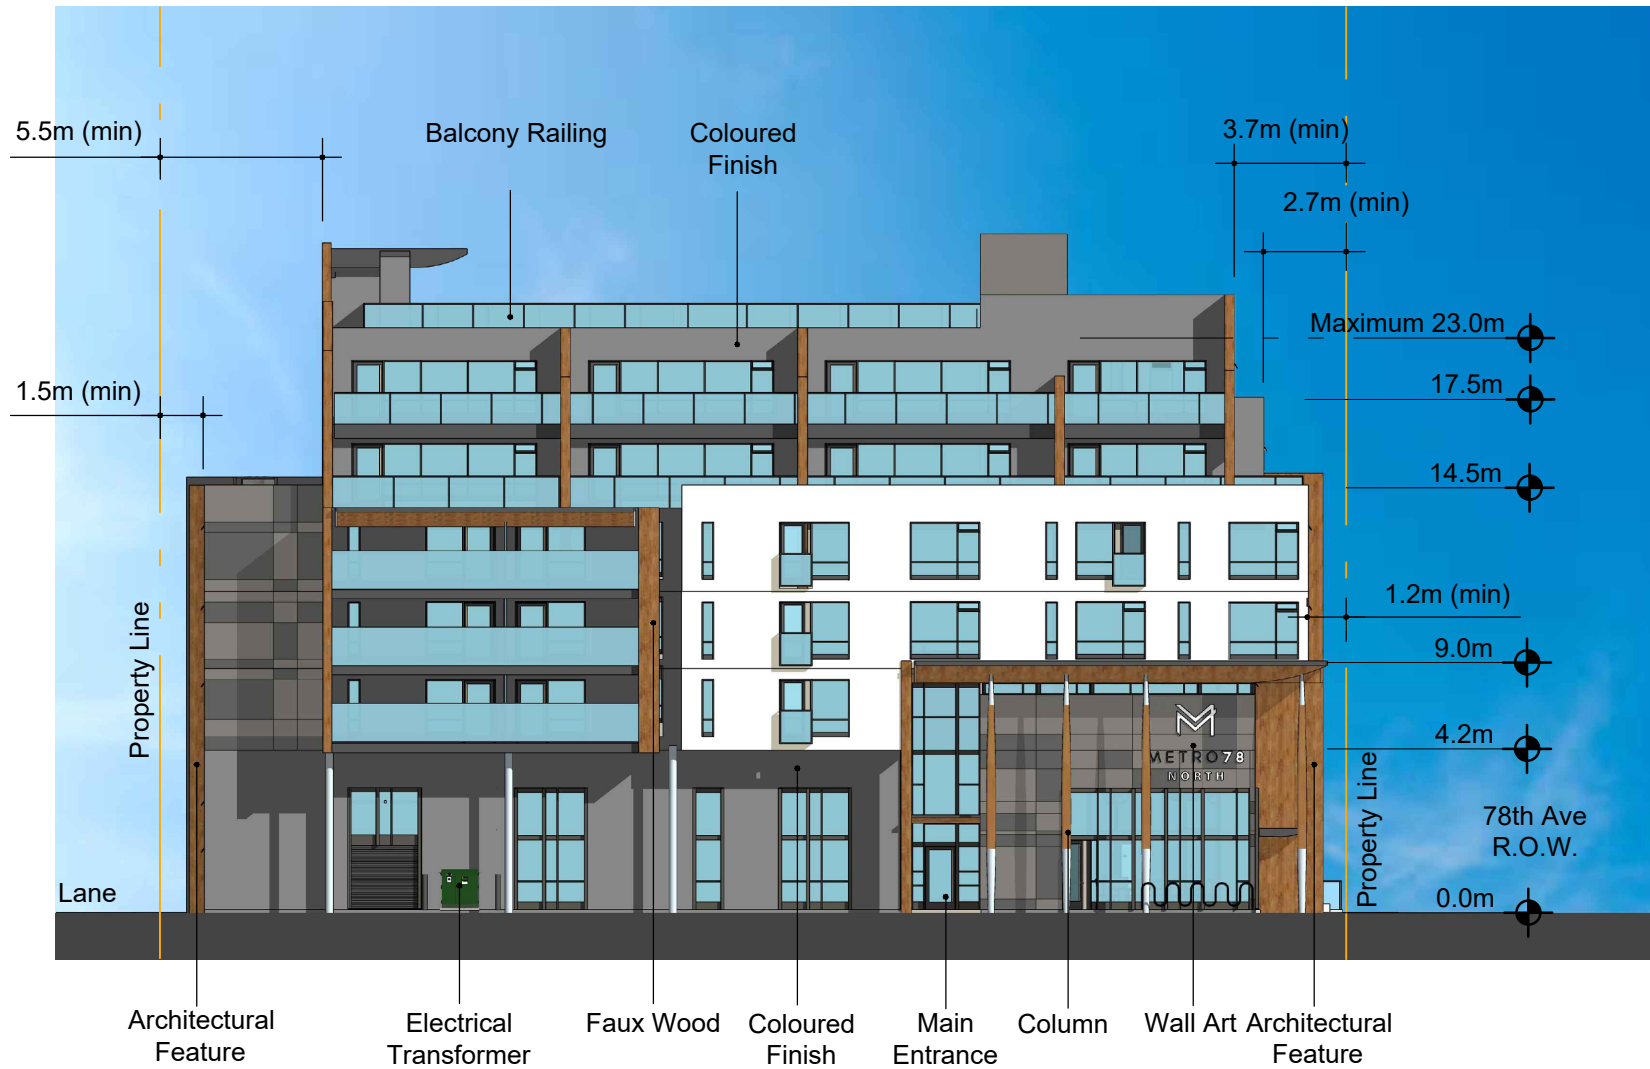 5.5m (min)
Balcony Railing
Coloured
Finish
3.7m (min)
2.7m (min)
Maximum 23.0m
17.5m
1.5m (min)
14.5m
1.2m (min)
9.0m
Property Line
4.2m
METRO78
NORTH
Property Line
78th Ave
R.O.W.
Lane
0.0m
Architectural
Feature
Electrical
Transformer
Faux Wood
Coloured
Finish
Main
Entrance
Column
Wall Art
Architectural
Feature